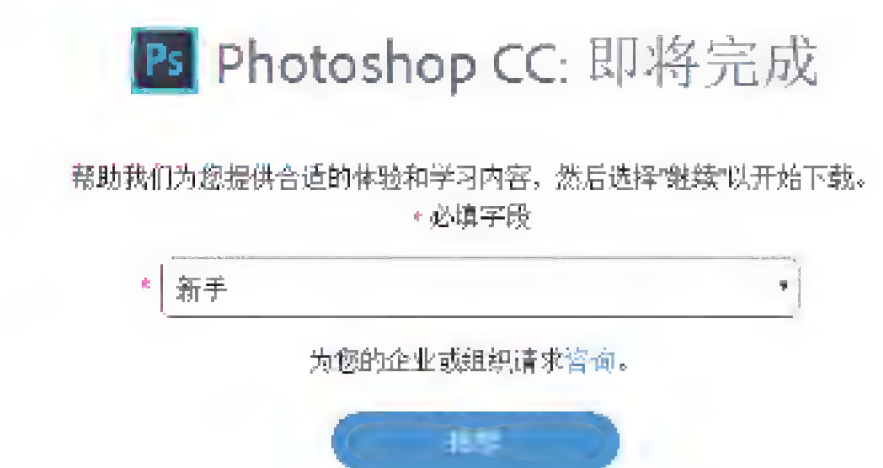 Ps Photoshop CC: 即将完成
帮助我们为您提供合适的体验和学习内容，然后选择“继续”以开始下载。
* 必填字段
* 新手
为您的企业或组织请求咨询。